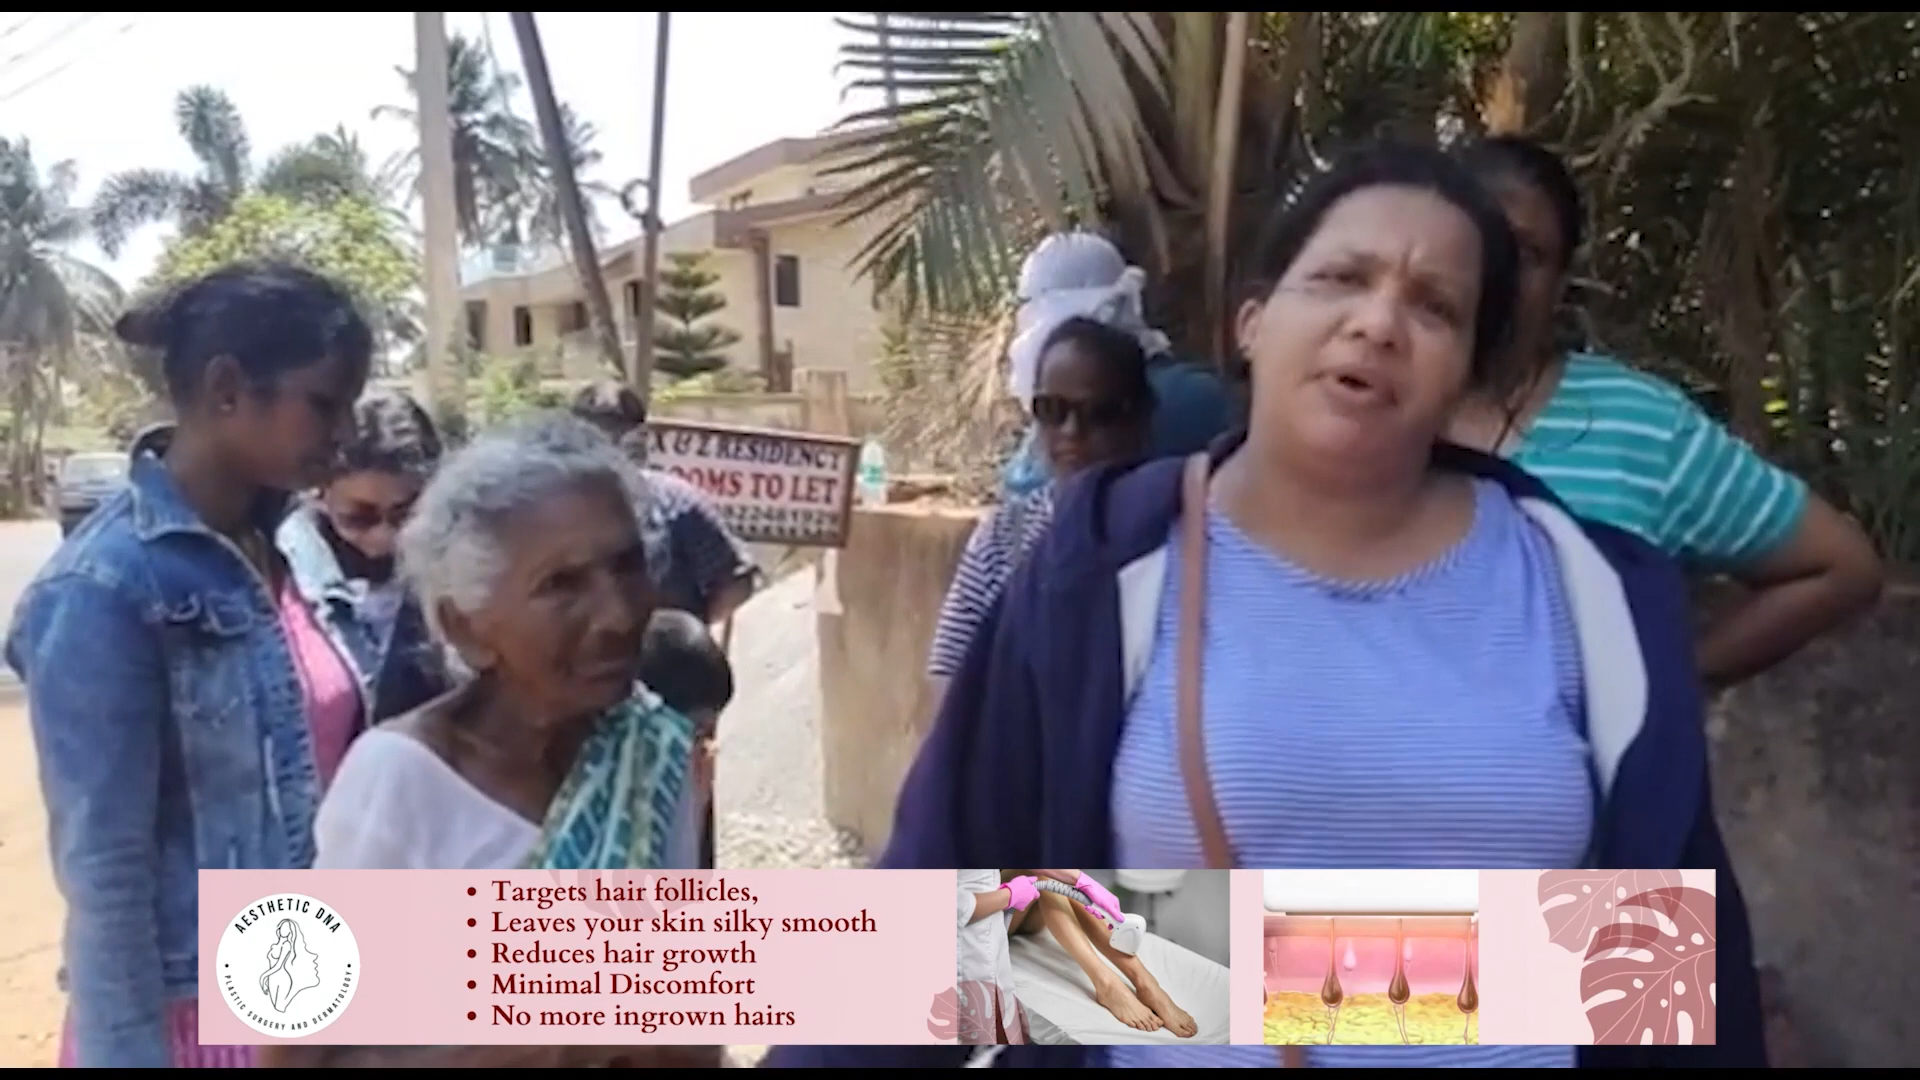 X & Z RESIDENCY
ROOMS TO LET
AESTHETIC DNA
• PLASTIC SURGERY AND DERMATOLOGY •
• Targets hair follicles,
• Leaves your skin silky smooth
• Reduces hair growth
• Minimal Discomfort
• No more ingrown hairs